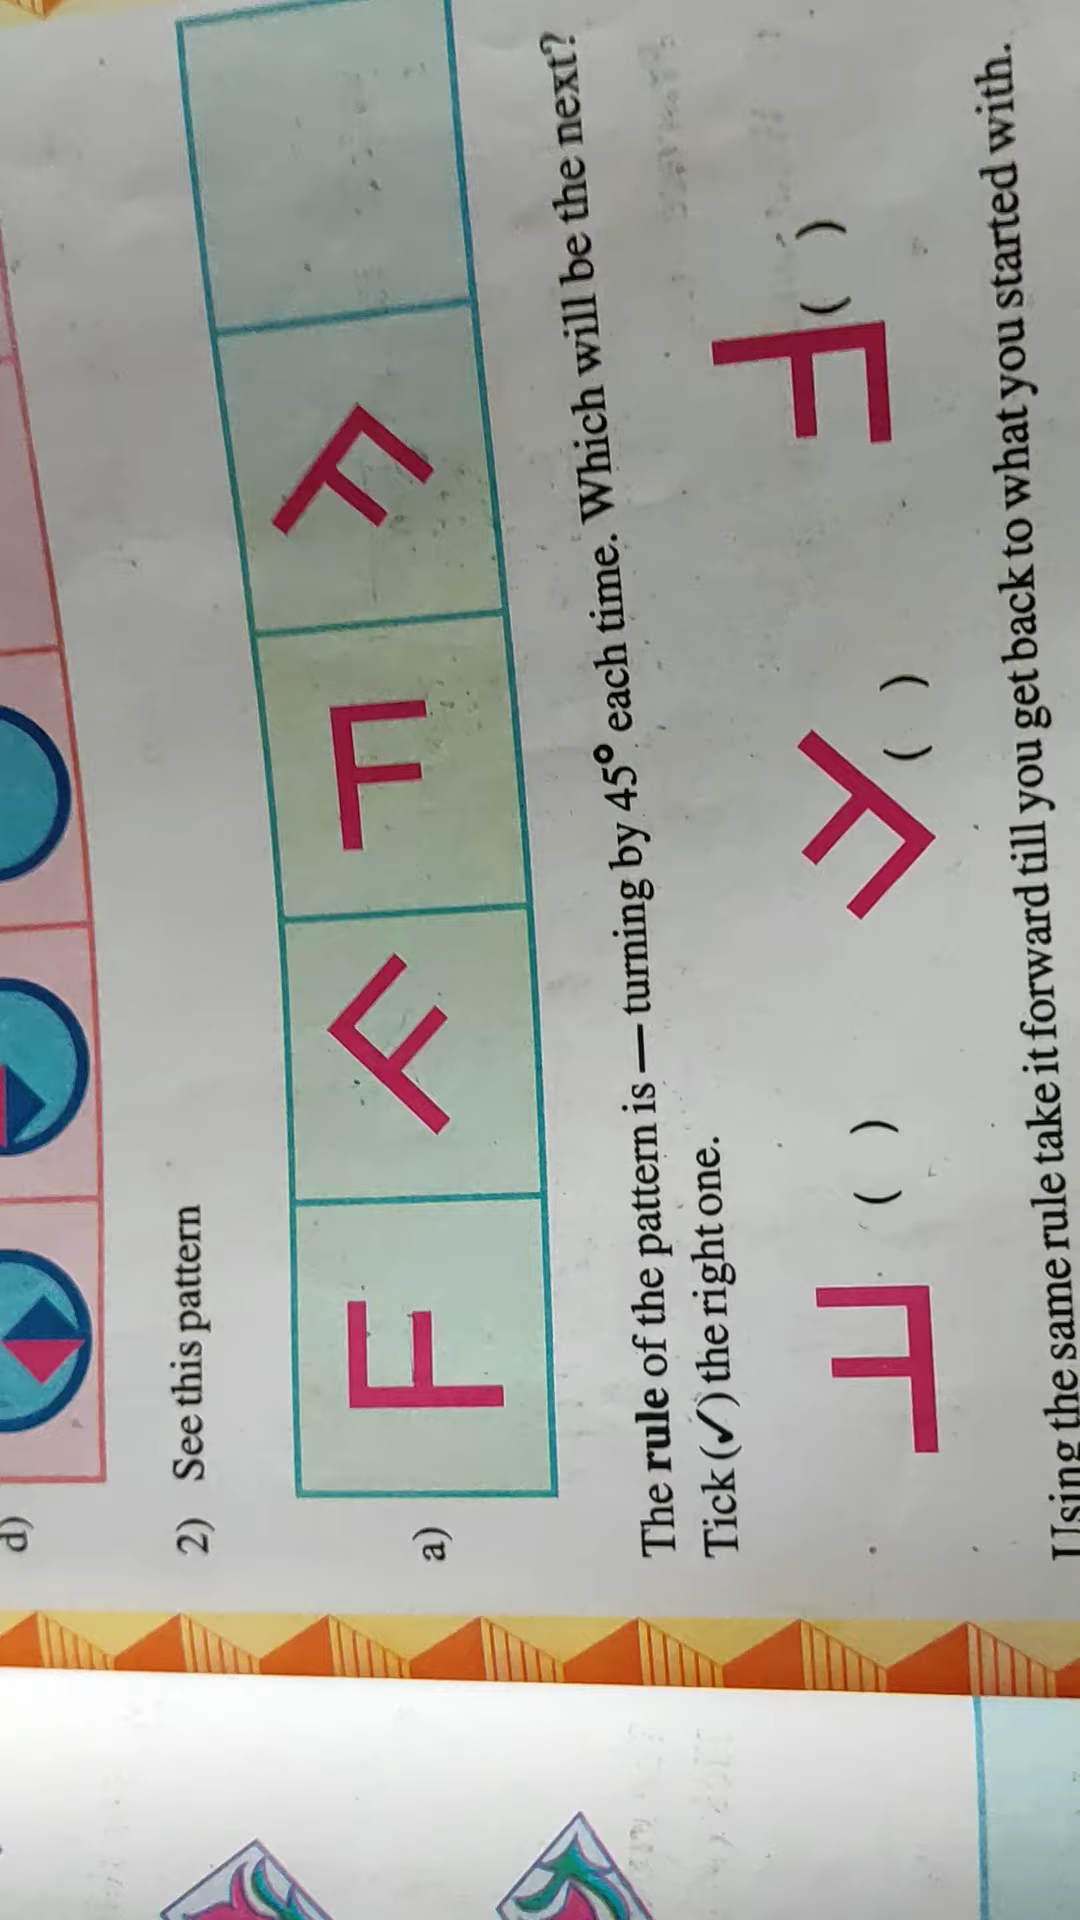 d)
2) See this pattern
a)
The rule of the pattern is — turning by 45° each time. Which will be the next?
Tick (✓) the right one.
( ) ( ) ( )
Using the same rule take it forward till you get back to what you started with.